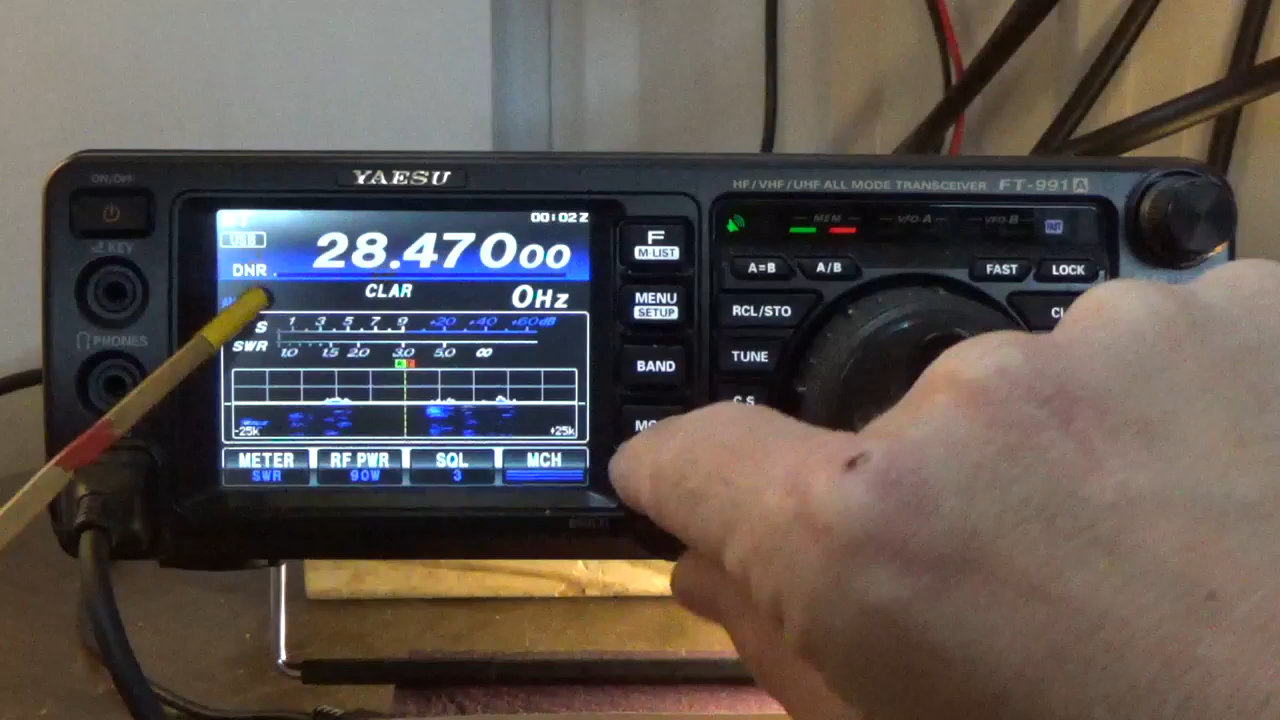 ON/OFF
YAESU
HF/VHF/UHF ALL MODE TRANSCEIVER FT-991A
KEY
PHONES
00:02Z
USB
28.470.00
DNR
CLAR 0Hz
S 1 3 5 7 9 +20 +40 +60dB
SWR 1.0 1.5 2.0 3.0 5.0 ∞
-25k +25k
METER RF PWR SQL MCH
SWR 90W 3
F
M-LIST
MENU
SETUP
BAND
MEM VFO-A VFO-B
A=B A/B FAST LOCK
RCL/STO
TUNE
C.S
MULTI